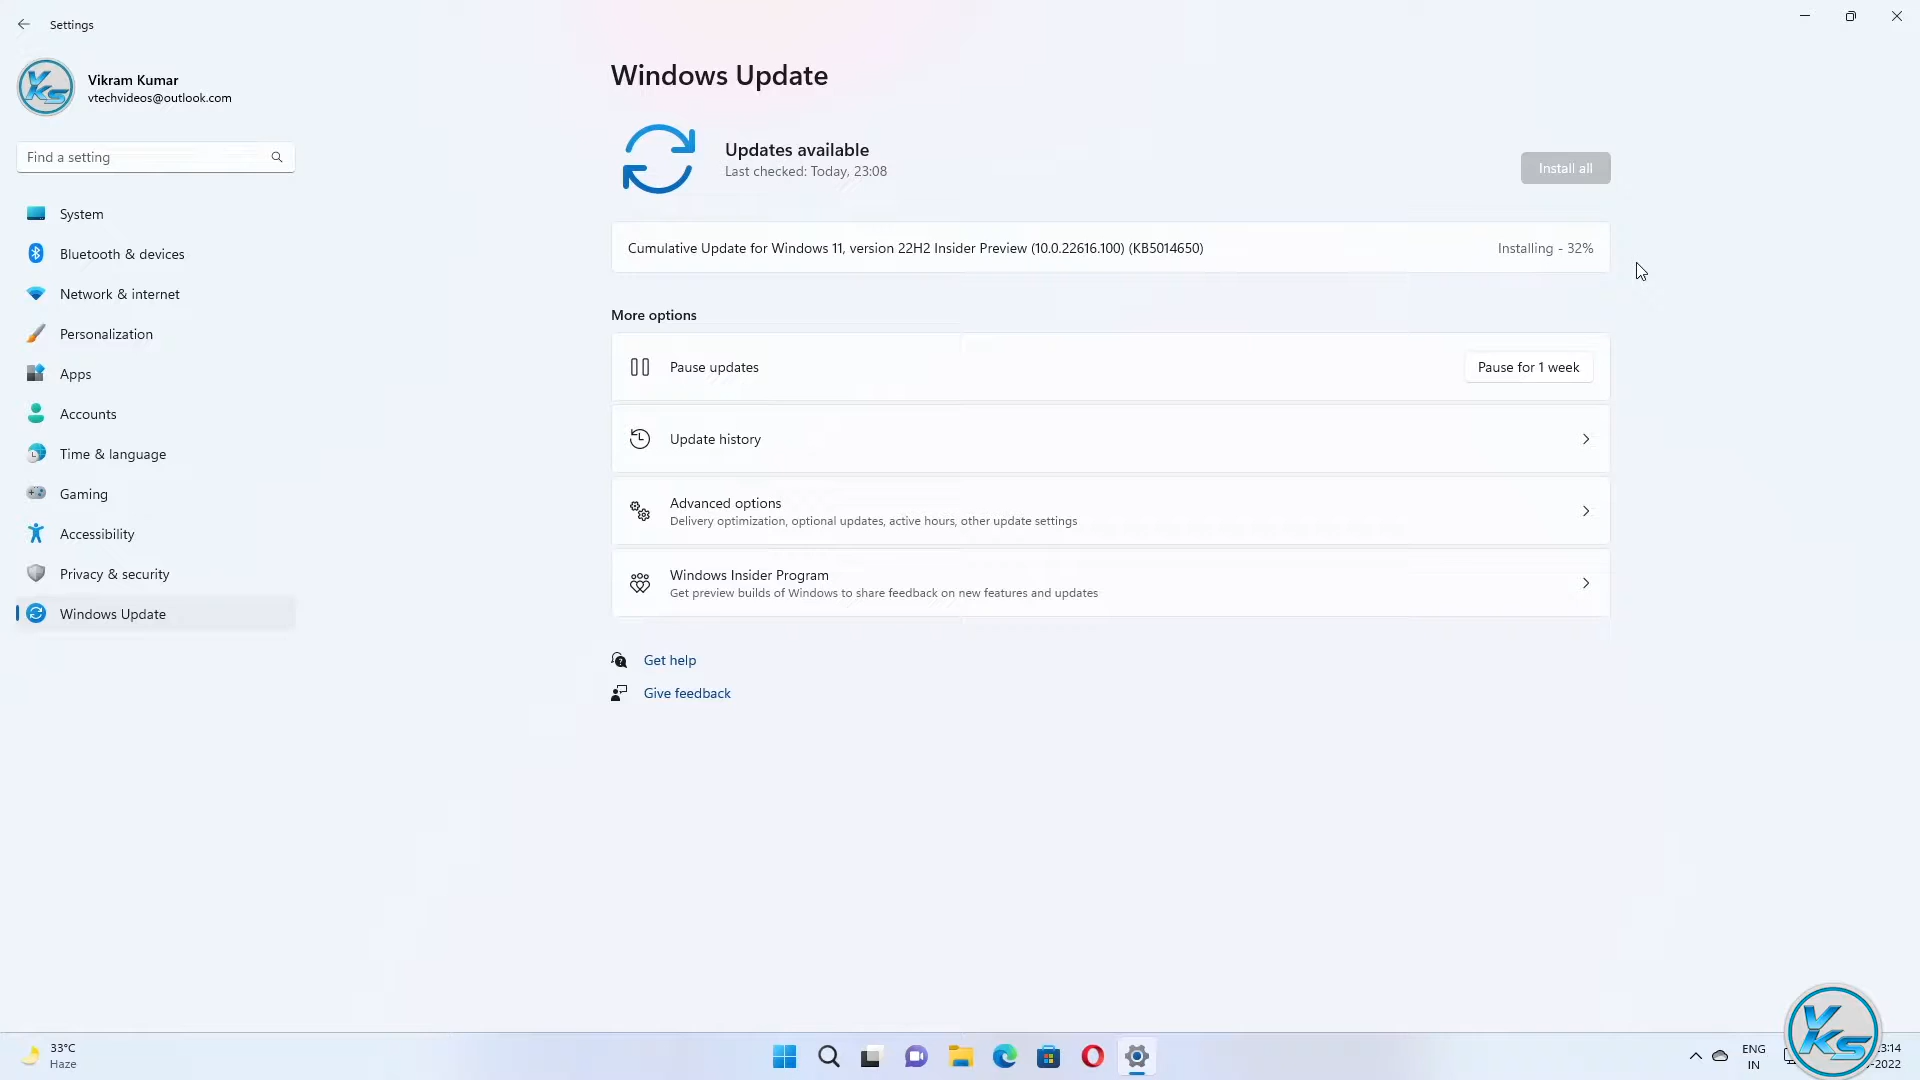 Settings
Vikram Kumar
vtechvideos@outlook.com
Find a setting
System
Bluetooth & devices
Network & internet
Personalization
Apps
Accounts
Time & language
Gaming
Accessibility
Privacy & security
Windows Update
Windows Update
Updates available
Last checked: Today, 23:08
Install all
Cumulative Update for Windows 11, version 22H2 Insider Preview (10.0.22616.100) (KB5014650)
Installing - 32%
More options
Pause updates
Pause for 1 week
Update history
Advanced options
Delivery optimization, optional updates, active hours, other update settings
Windows Insider Program
Get preview builds of Windows to share feedback on new features and updates
Get help
Give feedback
33°C
Haze
ENG
IN
3:14
-2022
VKS